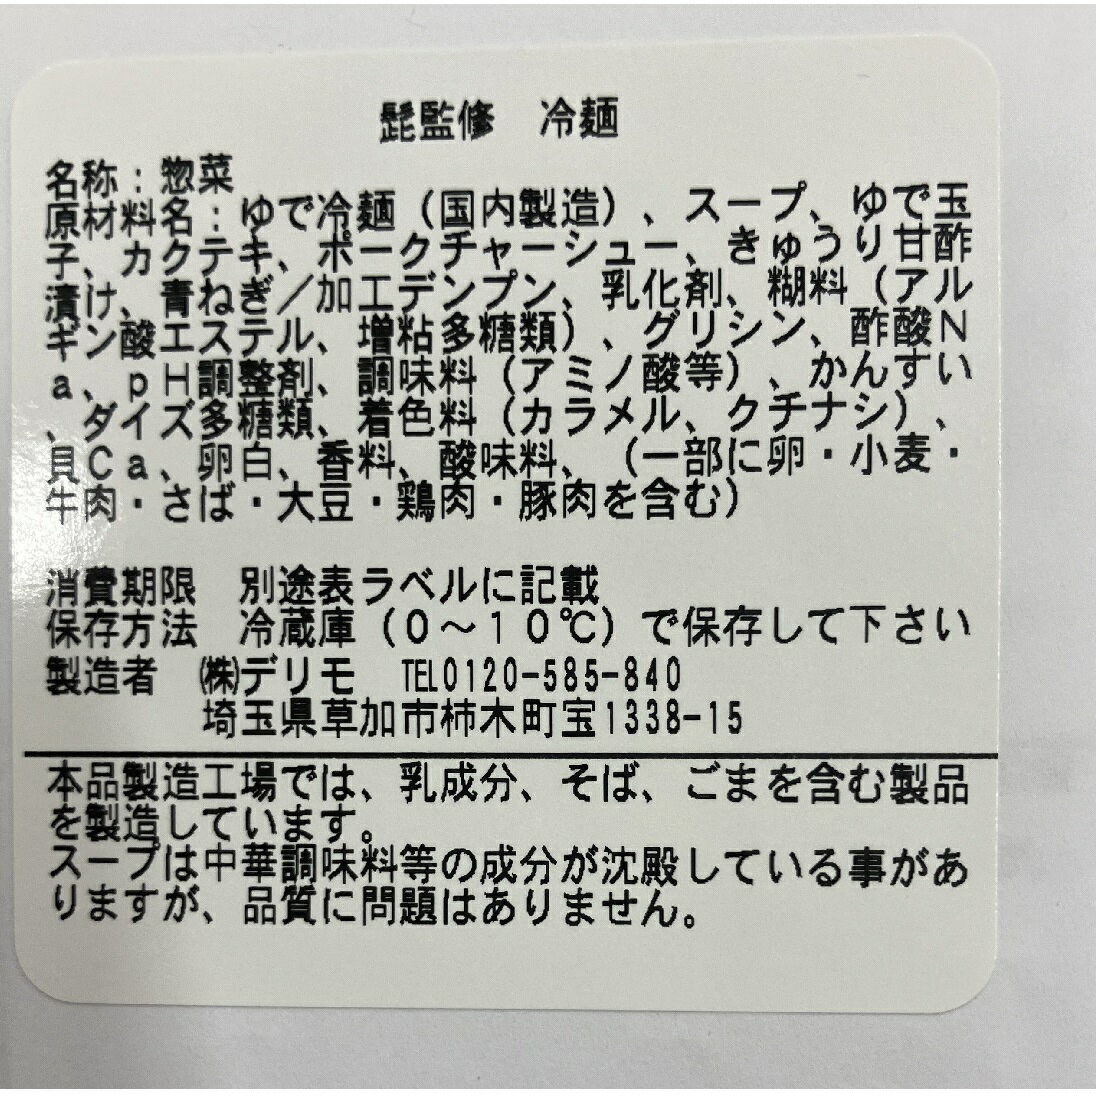 髭監修　冷麺
名称：惣菜
原材料名：ゆで冷麺（国内製造）、スープ、ゆで玉
子、カクテキ、ポークチャーシュー、きゅうり甘酢
漬け、青ねぎ／加工デンプン、乳化剤、糊料（アル
ギン酸エステル、増粘多糖類）、グリシン、酢酸Ｎ
ａ、ｐＨ調整剤、調味料（アミノ酸等）、かんすい
、ダイズ多糖類、着色料（カラメル、クチナシ）、
貝Ｃａ、卵白、香料、酸味料、（一部に卵・小麦・
牛肉・さば・大豆・鶏肉・豚肉を含む）
消費期限　別途表ラベルに記載
保存方法　冷蔵庫（０～１０℃）で保存して下さい
製造者　㈱デリモ　TEL0120-585-840
埼玉県草加市柿木町宝1338-15
本品製造工場では、乳成分、そば、ごまを含む製品
を製造しています。
スープは中華調味料等の成分が沈殿している事があ
りますが、品質に問題はありません。